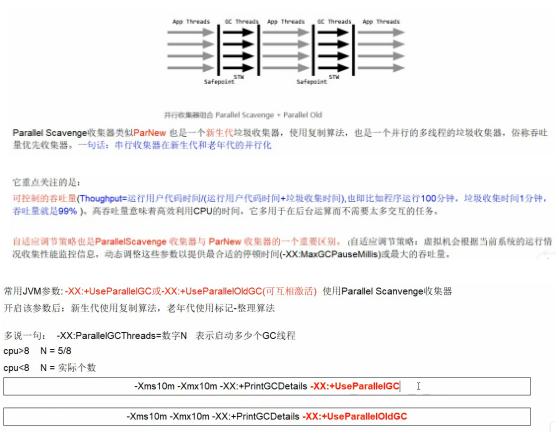 App Threads GC Threads App Threads GC Threads App Threads
STW STW
Safepoint Safepoint
并行收集器组合 Parallel Scavenge + Parallel Old
Parallel Scavenge收集器类似ParNew 也是一个新生代垃圾收集器，使用复制算法，也是一个并行的多线程的垃圾收集器，俗称吞吐
量优先收集器。一句话：串行收集器在新生代和老年代的并行化
它重点关注的是：
可控制的吞吐量(Thoughput=运行用户代码时间/(运行用户代码时间+垃圾收集时间),也即比如程序运行100分钟，垃圾收集时间1分钟，
吞吐量就是99% )。高吞吐量意味着高效利用CPU的时间，它多用于在后台运算而不需要太多交互的任务。
自适应调节策略也是ParallelScavenge 收集器与 ParNew 收集器的一个重要区别。(自适应调节策略：虚拟机会根据当前系统的运行情
况收集性能监控信息，动态调整这些参数以提供最合适的停顿时间(-XX:MaxGCPauseMillis)或最大的吞吐量。
常用JVM参数: -XX:+UseParallelGC或-XX:+UseParallelOldGC(可互相激活) 使用Parallel Scanvenge收集器
开启该参数后：新生代使用复制算法，老年代使用标记-整理算法
多说一句： -XX:ParallelGCThreads=数字N 表示启动多少个GC线程
cpu>8 N = 5/8
cpu<8 N = 实际个数
-Xms10m -Xmx10m -XX:+PrintGCDetails -XX:+UseParallelGC
-Xms10m -Xmx10m -XX:+PrintGCDetails -XX:+UseParallelOldGC